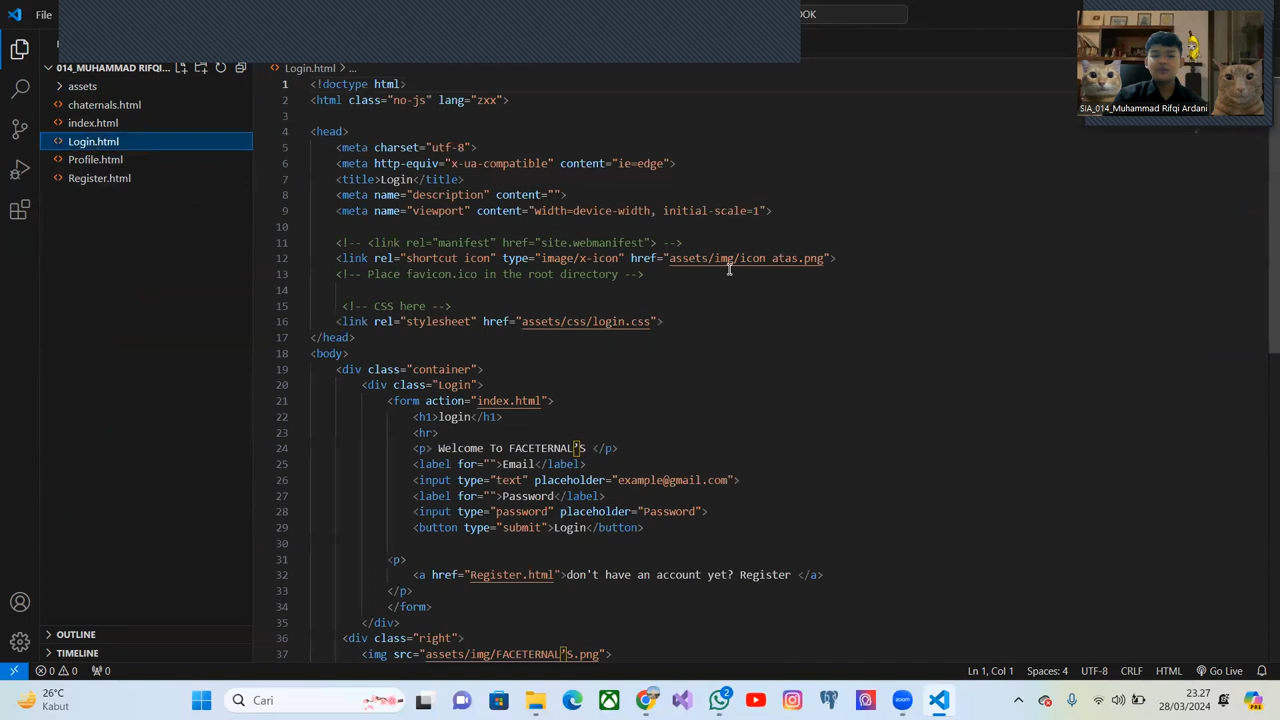 File
OK
SIA_014_Muhammad Rifqi Ardani
014_MUHAMMAD RIFQI...
assets
chaternals.html
index.html
Login.html
Profile.html
Register.html
OUTLINE
TIMELINE
Login.html > ...
1 <!doctype html>
2 <html class="no-js" lang="zxx">
3
4 <head>
5 <meta charset="utf-8">
6 <meta http-equiv="x-ua-compatible" content="ie=edge">
7 <title>Login</title>
8 <meta name="description" content="">
9 <meta name="viewport" content="width=device-width, initial-scale=1">
10
11 <!-- <link rel="manifest" href="site.webmanifest"> -->
12 <link rel="shortcut icon" type="image/x-icon" href="assets/img/icon atas.png">
13 <!-- Place favicon.ico in the root directory -->
14
15 <!-- CSS here -->
16 <link rel="stylesheet" href="assets/css/login.css">
17 </head>
18 <body>
19 <div class="container">
20 <div class="Login">
21 <form action="index.html">
22 <h1>login</h1>
23 <hr>
24 <p> Welcome To FACETERNAL’S </p>
25 <label for="">Email</label>
26 <input type="text" placeholder="example@gmail.com">
27 <label for="">Password</label>
28 <input type="password" placeholder="Password">
29 <button type="submit">Login</button>
30
31 <p>
32 <a href="Register.html">don't have an account yet? Register </a>
33 </p>
34 </form>
35 </div>
36 <div class="right">
37 <img src="assets/img/FACETERNAL’S.png">
0 0 0
Ln 1, Col 1 Spaces: 4 UTF-8 CRLF HTML Go Live
26°C
Kabut
Cari
2
23.27
28/03/2024